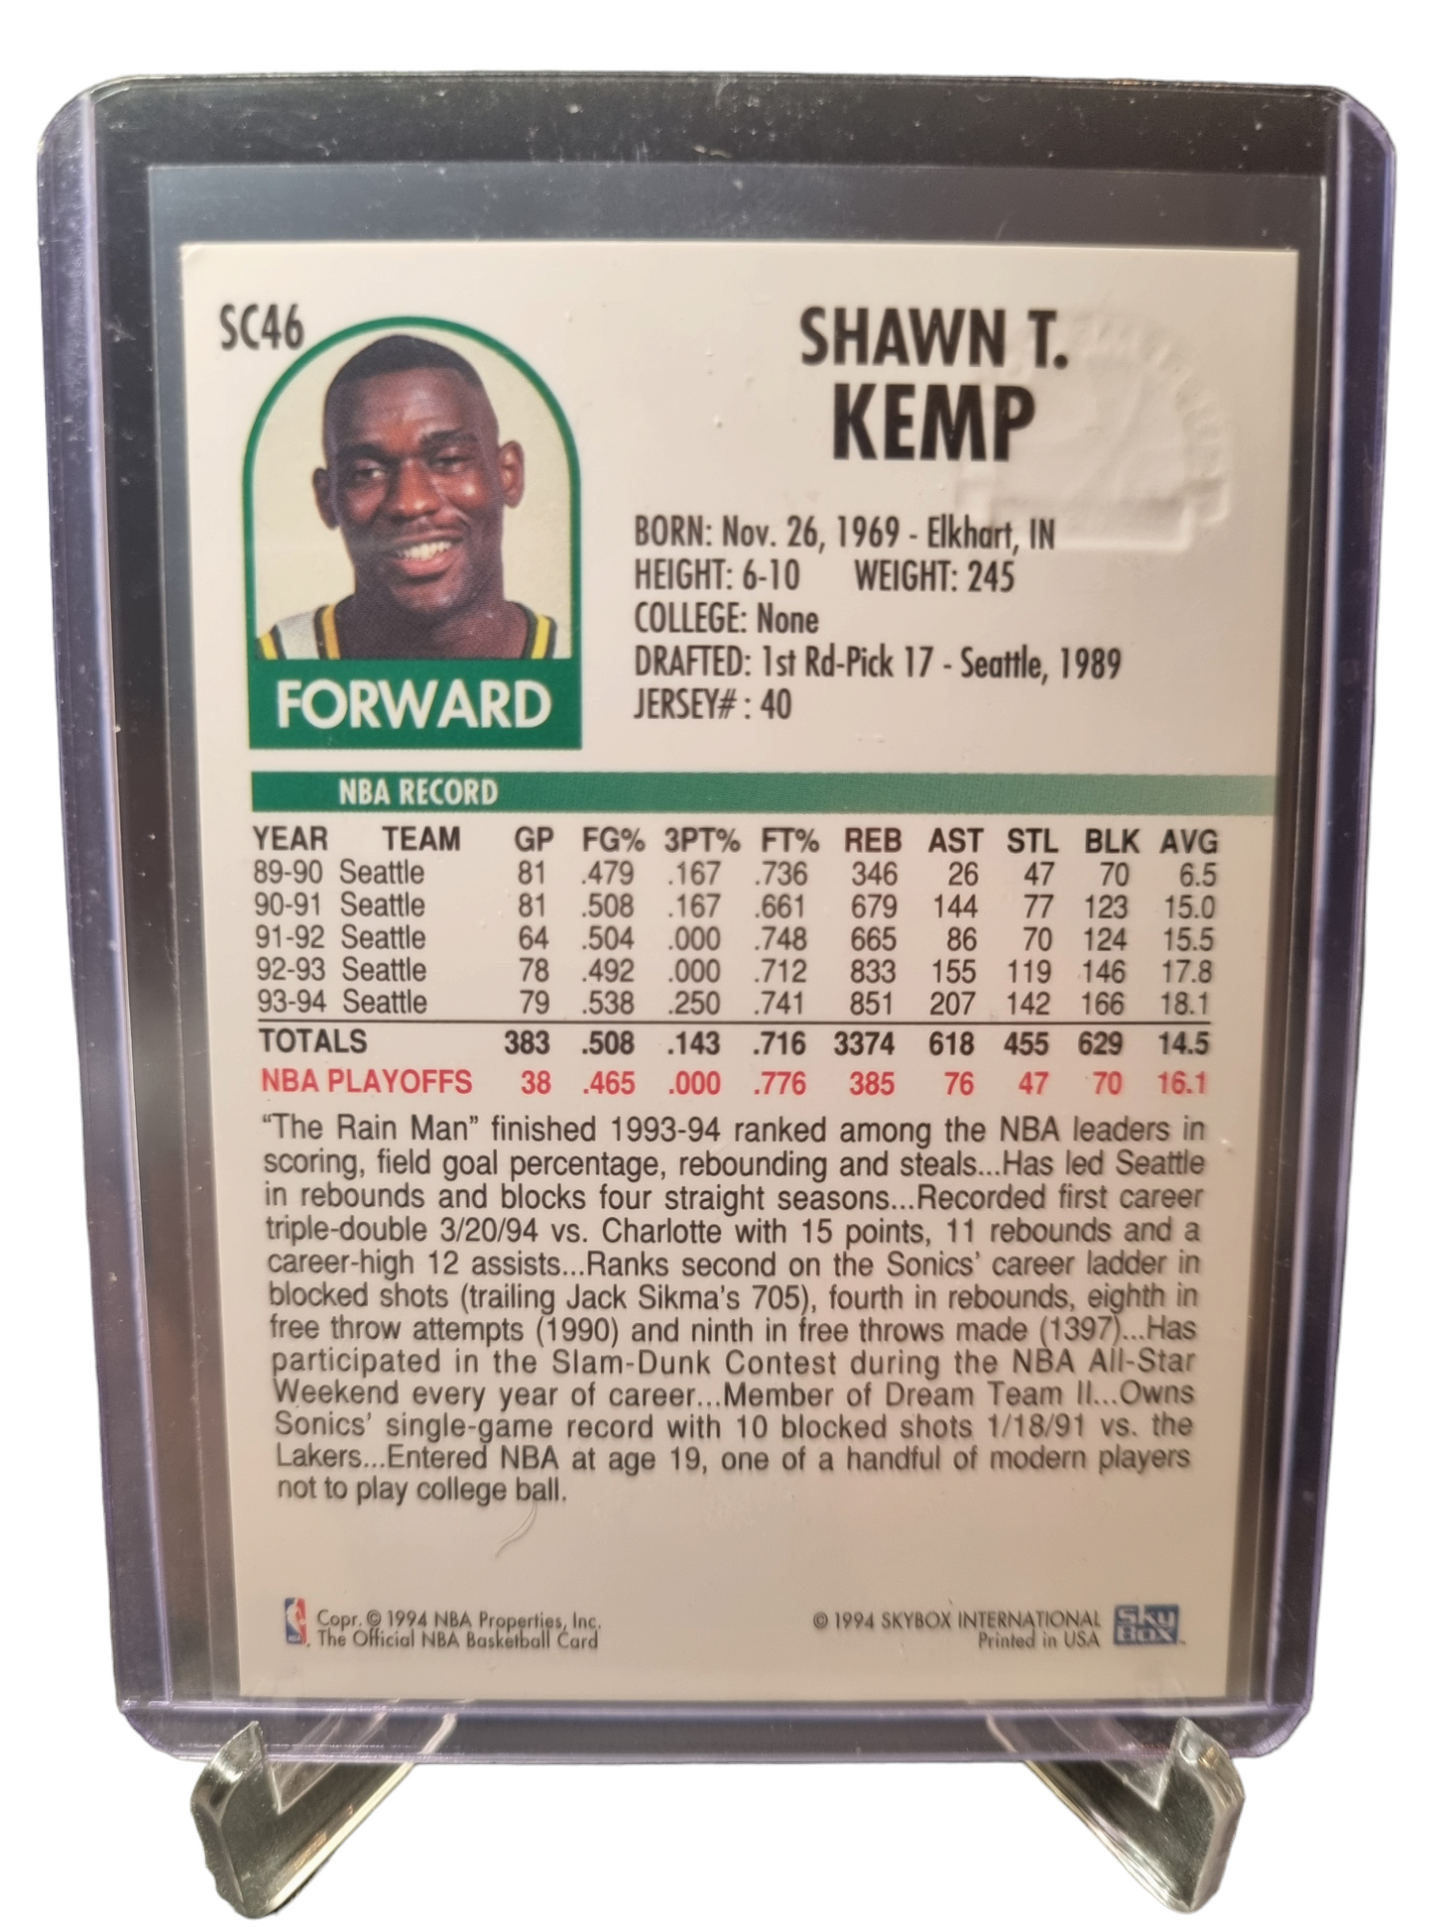 SC46
SHAWN T.
KEMP
BORN: Nov. 26, 1969 - Elkhart, IN
HEIGHT: 6-10 WEIGHT: 245
COLLEGE: None
DRAFTED: 1st Rd-Pick 17 - Seattle, 1989
JERSEY# : 40
FORWARD
NBA RECORD
YEAR TEAM GP FG% 3PT% FT% REB AST STL BLK AVG
89-90 Seattle 81 .479 .167 .736 346 26 47 70 6.5
90-91 Seattle 81 .508 .167 .661 679 144 77 123 15.0
91-92 Seattle 64 .504 .000 .748 665 86 70 124 15.5
92-93 Seattle 78 .492 .000 .712 833 155 119 146 17.8
93-94 Seattle 79 .538 .250 .741 851 207 142 166 18.1
TOTALS 383 .508 .143 .716 3374 618 455 629 14.5
NBA PLAYOFFS 38 .465 .000 .776 385 76 47 70 16.1
“The Rain Man” finished 1993-94 ranked among the NBA leaders in
scoring, field goal percentage, rebounding and steals...Has led Seattle
in rebounds and blocks four straight seasons...Recorded first career
triple-double 3/20/94 vs. Charlotte with 15 points, 11 rebounds and a
career-high 12 assists...Ranks second on the Sonics’ career ladder in
blocked shots (trailing Jack Sikma’s 705), fourth in rebounds, eighth in
free throw attempts (1990) and ninth in free throws made (1397)...Has
participated in the Slam-Dunk Contest during the NBA All-Star
Weekend every year of career...Member of Dream Team II...Owns
Sonics’ single-game record with 10 blocked shots 1/18/91 vs. the
Lakers...Entered NBA at age 19, one of a handful of modern players
not to play college ball.
Copr. © 1994 NBA Properties, Inc.
The Official NBA Basketball Card
© 1994 SKYBOX INTERNATIONAL
Printed in USA
Sky
Box